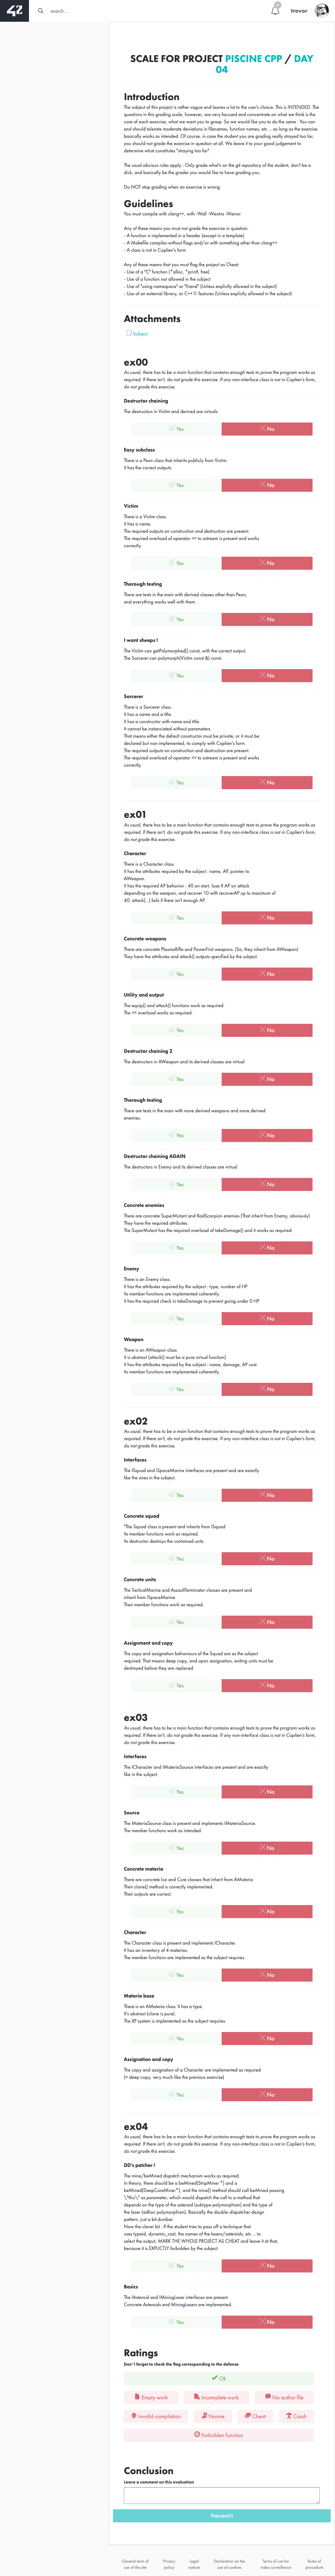 42
search...
trevor
SCALE FOR PROJECT PISCINE CPP / DAY
04
Introduction
The subject of this project is rather vague and leaves a lot to the user's choice. This is INTENDED. The
questions in this grading scale, however, are very focused and concentrate on what we think is the
core of each exercise, what we want you to grasp. So we would like you to do the same : You can
and should tolerate moderate deviations in filenames, function names, etc ... as long as the exercise
basically works as intended. Of course, in case the student you are grading really strayed too far, you
should not grade the exercise in question at all. We leave it to your good judgement to
determine what constitutes "straying too far".
The usual obvious rules apply : Only grade what's on the git repository of the student, don't be a
dick, and basically be the grader you would like to have grading you.
Do NOT stop grading when an exercise is wrong.
Guidelines
You must compile with clang++, with -Wall -Wextra -Werror
Any of these means you must not grade the exercise in question:
- A function is implemented in a header (except in a template)
- A Makefile compiles without flags and/or with something other than clang++
- A class is not in Coplien's form
Any of these means that you must flag the project as Cheat:
- Use of a "C" function (*alloc, *printf, free)
- Use of a function not allowed in the subject
- Use of "using namespace" or "friend" (Unless explicitly allowed in the subject)
- Use of an external library, or C++11 features (Unless explicitly allowed in the subject)
Attachments
Subject
ex00
As usual, there has to be a main function that contains enough tests to prove the program works as
required. If there isn't, do not grade this exercise. If any non-interface class is not in Coplien's form,
do not grade this exercise.
Destructor chaining
The destructors in Victim and derived are virtuals
Yes No
Easy subclass
There is a Peon class that inherits publicly from Victim.
It has the correct outputs.
Yes No
Victim
There is a Victim class.
It has a name.
The required outputs on construction and destruction are present.
The required overload of operator << to ostream is present and works
correctly.
Yes No
Thorough testing
There are tests in the main with derived classes other than Peon,
and everything works well with them.
Yes No
I want sheeps !
The Victim can getPolymorphed() const, with the correct output.
The Sorcerer can polymorph(Victim const &) const.
Yes No
Sorcerer
There is a Sorcerer class.
It has a name and a title.
It has a constructor with name and title.
It cannot be instanciated without parameters.
That means either the default constructor must be private, or it must be
declared but non-implemented, to comply with Coplien's form.
The required outputs on construction and destruction are present.
The required overload of operator << to ostream is present and works
correctly.
Yes No
ex01
As usual, there has to be a main function that contains enough tests to prove the program works as
required. If there isn't, do not grade this exercise. If any non-interface class is not in Coplien's form,
do not grade this exercise.
Character
There is a Character class.
It has the attributes required by the subject : name, AP, pointer to
AWeapon.
It has the required AP behavior : 40 on start, lose X AP on attack
depending on the weapon, and recover 10 with recoverAP up to maximum of
40. attack(...) fails if there isn't enough AP.
Yes No
Concrete weapons
There are concrete PlasmaRifle and PowerFirst weapons. (So, they inherit from AWeapon)
They have the attributes and attack() outputs specified by the subject.
Yes No
Utility and output
The equip() and attack() functions work as required.
The << overload works as required.
Yes No
Destructor chaining 2
The destructors in AWeapon and its derived classes are virtual
Yes No
Thorough testing
There are tests in the main with more derived weapons and more derived
enemies.
Yes No
Destructor chaining AGAIN
The destructors in Enemy and its derived classes are virtual
Yes No
Concrete enemies
There are concrete SuperMutant and RadScorpion enemies (That inherit from Enemy, obviously)
They have the required attributes.
The SuperMutant has the required overload of takeDamage() and it works as required.
Yes No
Enemy
There is an Enemy class.
It has the attributes required by the subject : type, number of HP
Its member functions are implemented coherently.
It has the required check in takeDamage to prevent going under 0 HP
Yes No
Weapon
There is an AWeapon class.
It is abstract (attack() must be a pure virtual function).
It has the attributes required by the subject : name, damage, AP cost
Its member functions are implemented coherently.
Yes No
ex02
As usual, there has to be a main function that contains enough tests to prove the program works as
required. If there isn't, do not grade this exercise. If any non-interface class is not in Coplien's form,
do not grade this exercise.
Interfaces
The ISquad and ISpaceMarine interfaces are present and are exactly
like the ones in the subject.
Yes No
Concrete squad
"The Squad class is present and inherits from ISquad
Its member functions work as required.
Its destructor destroys the contained units.
Yes No
Concrete units
The TacticalMarine and AssaultTerminator classes are present and
inherit from ISpaceMarine
Their member functions work as required.
Yes No
Assignment and copy
The copy and assignation behaviours of the Squad are as the subject
required. That means deep copy, and upon assignation, exiting units must be
destroyed before they are replaced.
Yes No
ex03
As usual, there has to be a main function that contains enough tests to prove the program works as
required. If there isn't, do not grade this exercise. If any non-interface class is not in Coplien's form,
do not grade this exercise.
Interfaces
The ICharacter and IMateriaSource interfaces are present and are exactly
like in the subject.
Yes No
Source
The MateriaSource class is present and implements IMateriaSource.
The member functions work as intended.
Yes No
Concrete materia
There are concrete Ice and Cure classes that inherit from AMateria.
Their clone() method is correctly implemented.
Their outputs are correct.
Yes No
Character
The Character class is present and implements ICharacter.
It has an inventory of 4 materias.
The member functions are implemented as the subject requires.
Yes No
Materia base
There is an AMateria class. It has a type.
It's abstract (clone is pure).
The XP system is implemented as the subject requires.
Yes No
Assignation and copy
The copy and assignation of a Character are implemented as required
(= deep copy, very much like the previous exercise)
Yes No
ex04
As usual, there has to be a main function that contains enough tests to prove the program works as
required. If there isn't, do not grade this exercise. If any non-interface class is not in Coplien's form,
do not grade this exercise.
DD's patcher !
The mine/beMined dispatch mechanism works as required.
In theory, there should be a beMined(StripMiner *) and a
beMined(DeepCoreMiner*), and the mine() method should call beMined passing
\"this\" as parameter, which would dispatch the call to a method that
depends on the type of the asteroid (subtype polymorphism) and the type of
the laser (adhoc polymorphism). Basically the double-dispatcher design
pattern, just a bit dumber.
Now the clever bit : If the student tries to pass off a technique that
uses typeid, dynamic_cast, the names of the lasers/asteroids, etc ... to
select the output, MARK THE WHOLE PROJECT AS CHEAT and leave it at that,
because it is EXPLICTLY forbidden by the subject.
Yes No
Basics
The IAsteroid and IMiningLaser interfaces are present.
Concrete Asteroids and MiningLasers are implemented.
Yes No
Ratings
Don't forget to check the flag corresponding to the defense
Ok
Empty work Incomplete work No author file
Invalid compilation Norme Cheat Crash
Forbidden function
Conclusion
Leave a comment on this evaluation
Preview!!!
General term of use of the site
Privacy policy
Legal notices
Declaration on the use of cookies
Terms of use for video surveillance
Rules of procedure